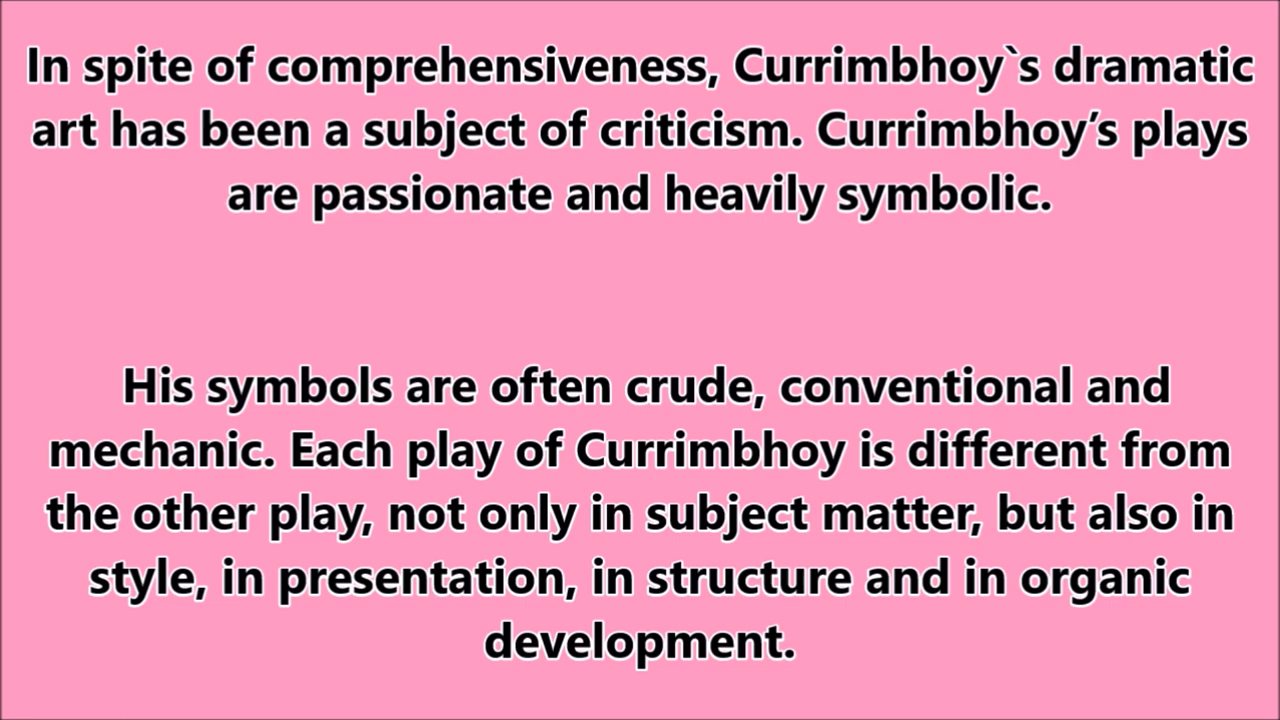 In spite of comprehensiveness, Currimbhoy`s dramatic
art has been a subject of criticism. Currimbhoy’s plays
are passionate and heavily symbolic.
His symbols are often crude, conventional and
mechanic. Each play of Currimbhoy is different from
the other play, not only in subject matter, but also in
style, in presentation, in structure and in organic
development.